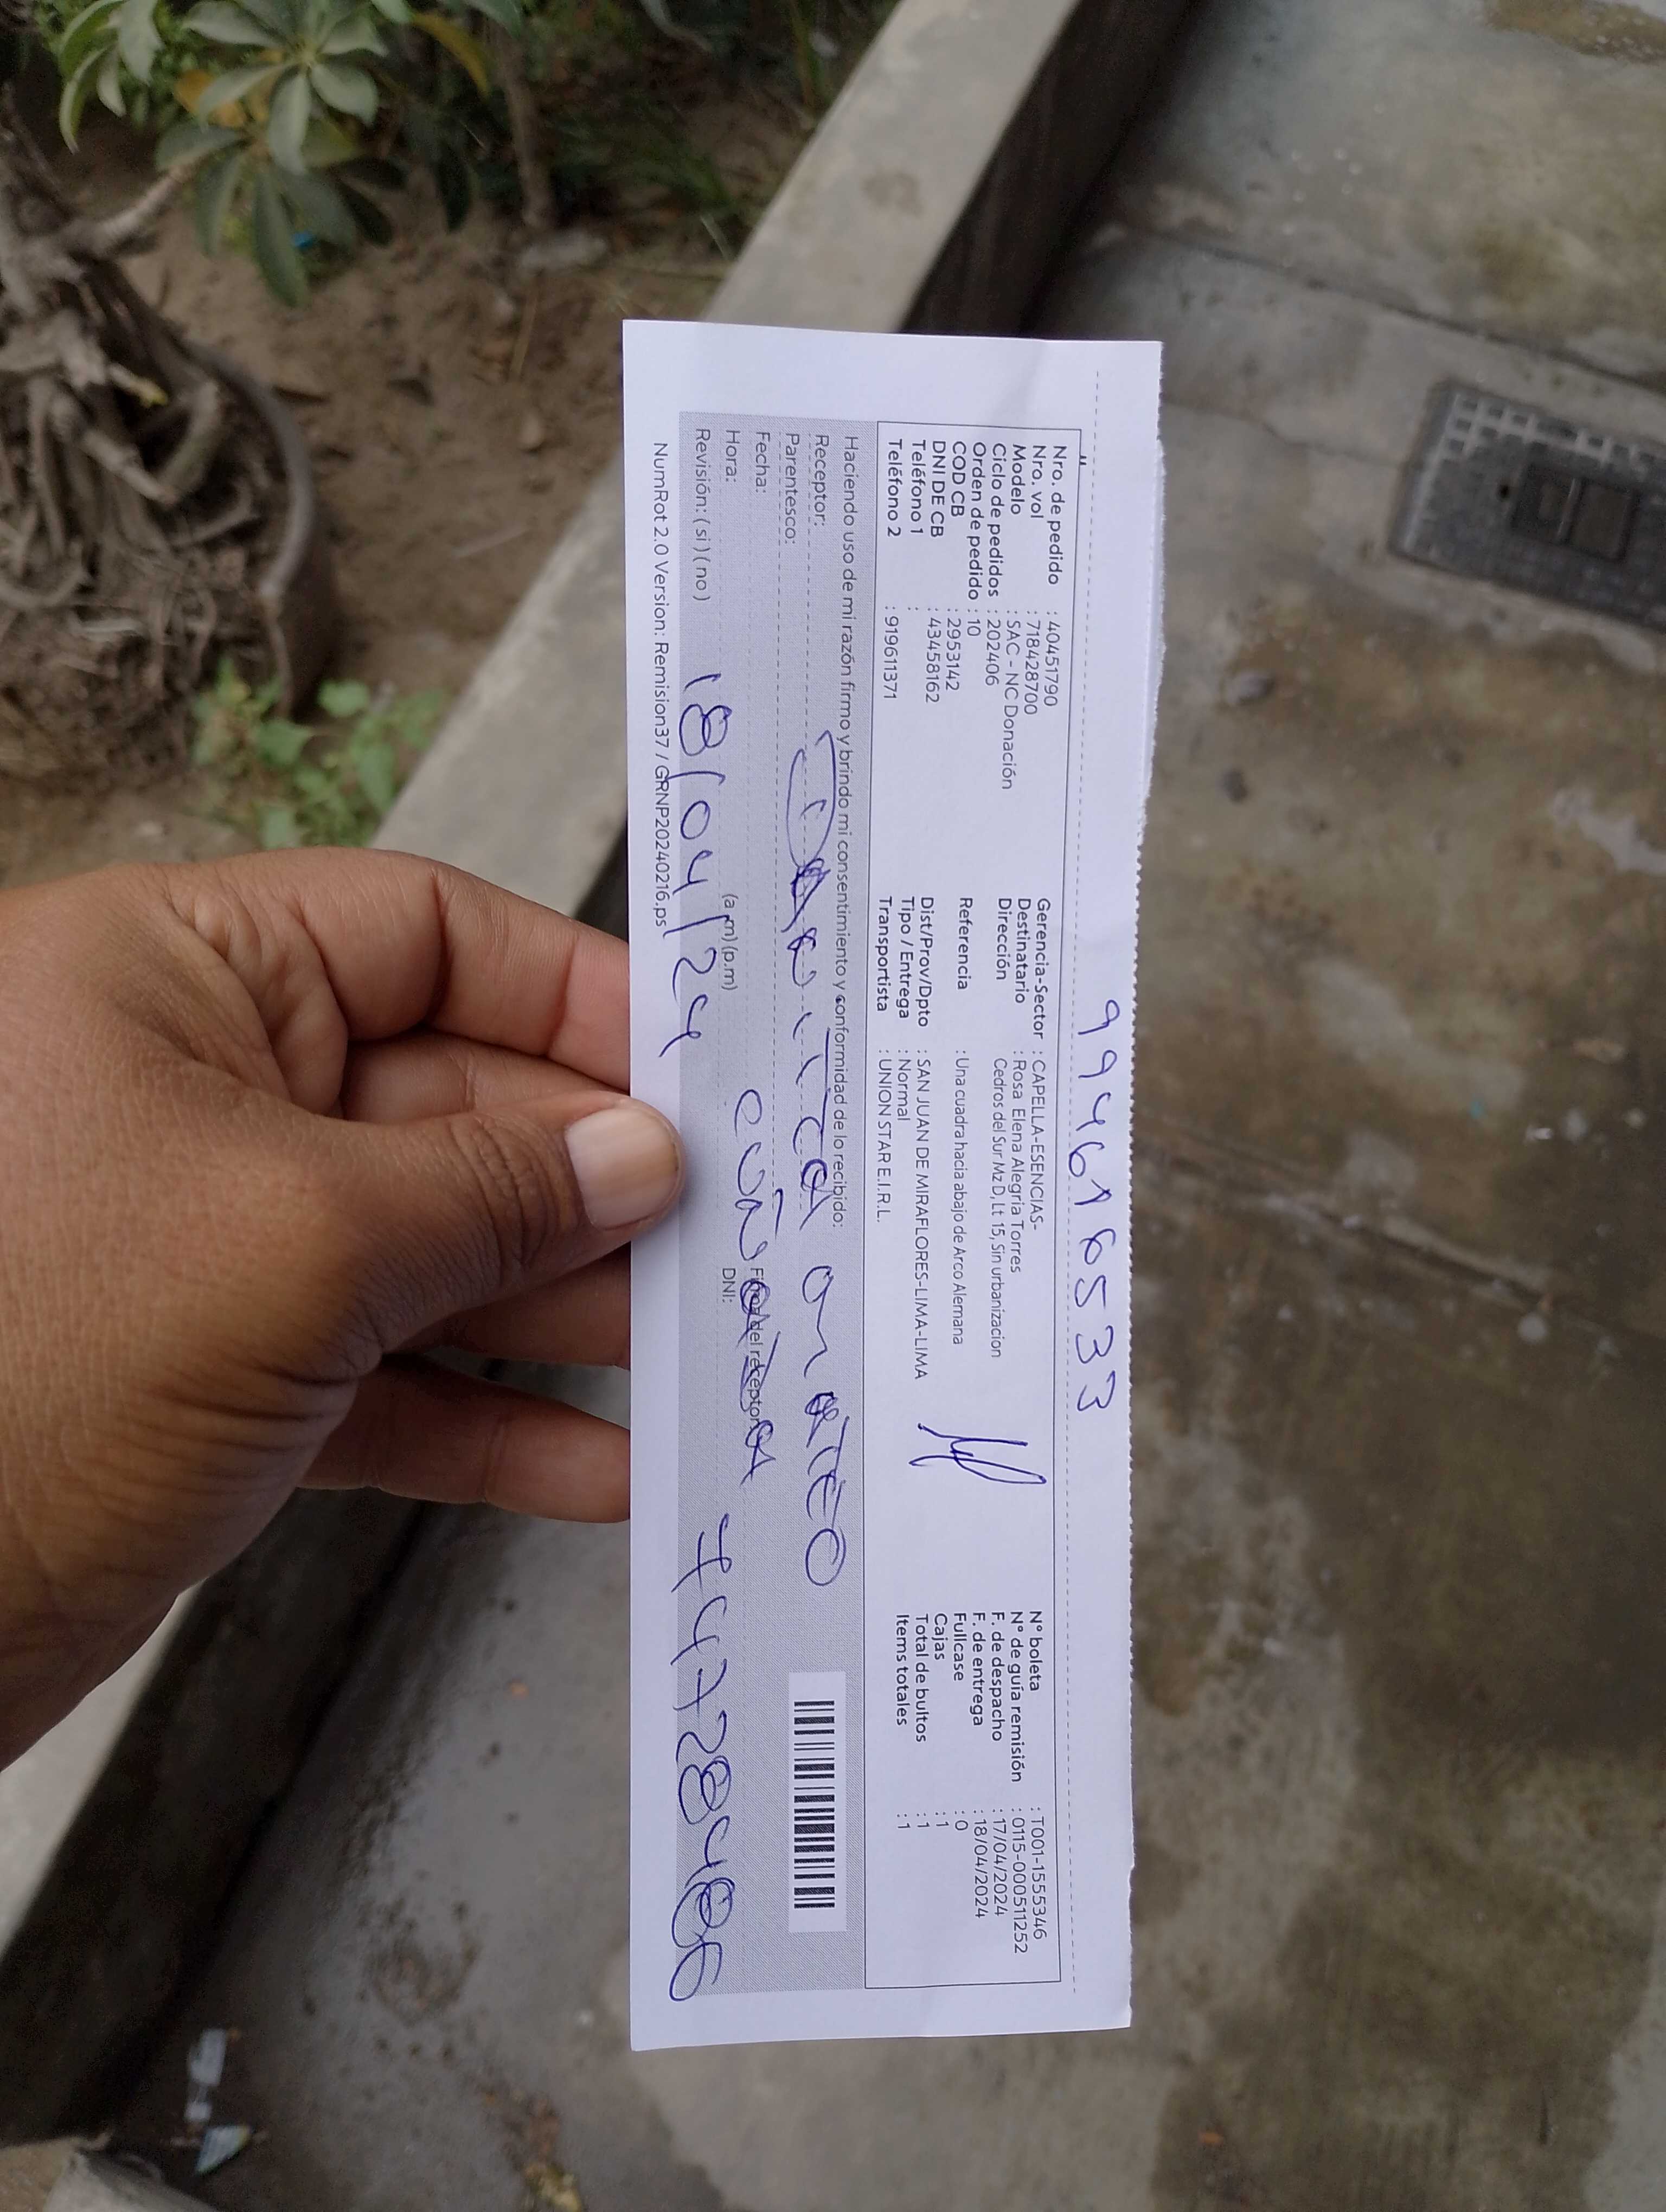 994616533
Nro. de pedido : 40451790
Nro. vol : 718428700
Modelo : SAC - NC Donación
Ciclo de pedidos : 202406
Orden de pedido : 10
COD CB : 2953142
DNI DE CB : 43458162
Teléfono 1 :
Teléfono 2 : 919611371
Gerencia-Sector : CAPELLA-ESENCIAS-
Destinatario : Rosa Elena Alegria Torres
Dirección Cedros del Sur Mz D, Lt 15, Sin urbanizacion
Referencia : Una cuadra hacia abajo de Arco Alemana
Dist/Prov/Dpto : SAN JUAN DE MIRAFLORES-LIMA-LIMA
Tipo / Entrega : Normal
Transportista : UNION STAR E.I.R.L.
N° boleta : T001-1555346
N° de guía remisión : 0115-000511252
F. de despacho : 17/04/2024
F. de entrega : 18/04/2024
Fullcase : 0
Cajas : 1
Total de bultos : 1
Items totales : 1
Haciendo uso de mi razón firmo y brindo mi consentimiento y conformidad de lo recibido:
Receptor:
Parentesco:
Fecha:
Firma del receptor
cuñada
Hora: (a.m) (p.m) DNI:
Revisión: ( si ) ( no )
18/04/24
NumRot 2.0 Version: Remision37 / GRNP20240216.ps